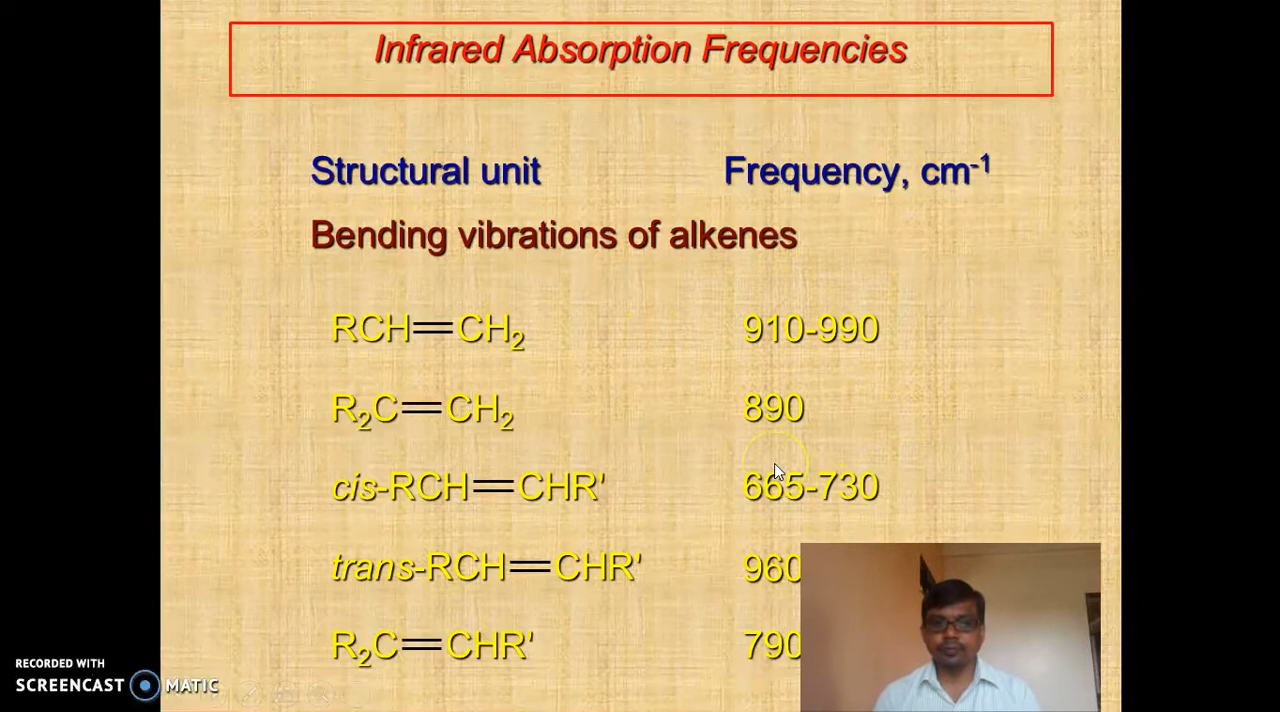 Infrared Absorption Frequencies
Structural unit Frequency, cm⁻¹
Bending vibrations of alkenes
RCH=CH₂ 910-990
R₂C=CH₂ 890
cis-RCH=CHR' 665-730
trans-RCH=CHR' 960
R₂C=CHR' 790
RECORDED WITH
SCREENCAST MATIC